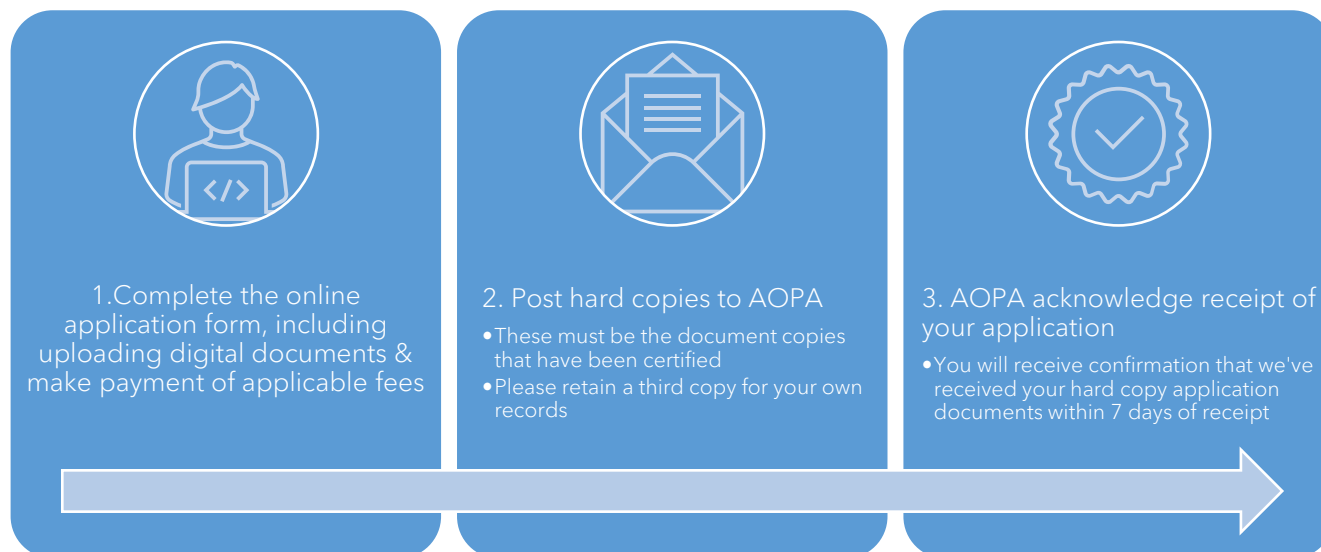 </>
1.Complete the online
application form, including
uploading digital documents &
make payment of applicable fees
2. Post hard copies to AOPA
•These must be the document copies
that have been certified
•Please retain a third copy for your own
records
3. AOPA acknowledge receipt of
your application
•You will receive confirmation that we've
received your hard copy application
documents within 7 days of receipt